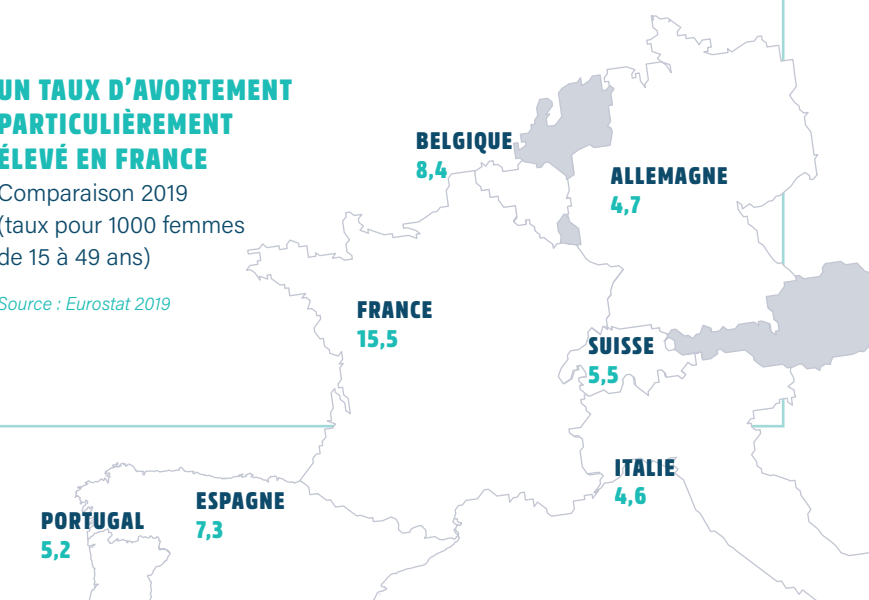 UN TAUX D'AVORTEMENT
PARTICULIÈREMENT
ÉLEVÉ EN FRANCE
Comparaison 2019
(taux pour 1000 femmes
de 15 à 49 ans)
Source : Eurostat 2019
BELGIQUE
8,4
ALLEMAGNE
4,7
FRANCE
15,5
SUISSE
5,5
ITALIE
4,6
ESPAGNE
7,3
PORTUGAL
5,2